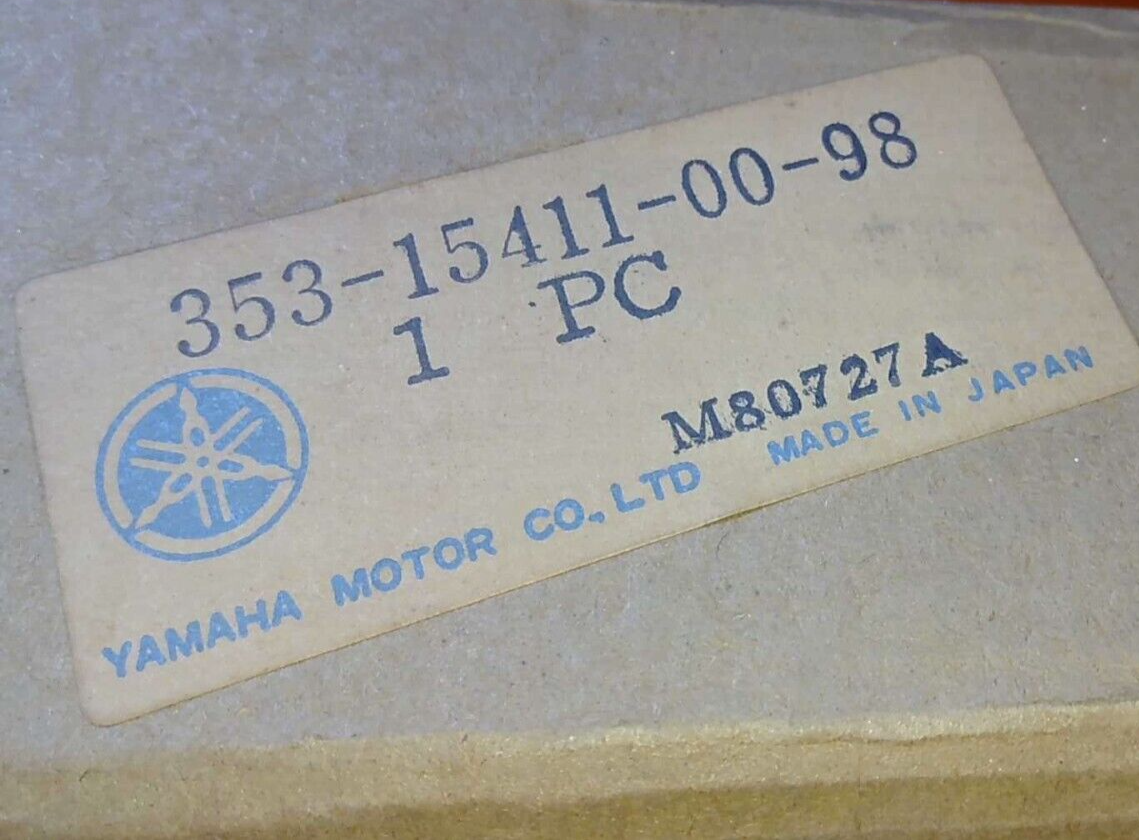 353-15411-00-98
1 PC
M80727A
YAMAHA MOTOR CO., LTD MADE IN JAPAN